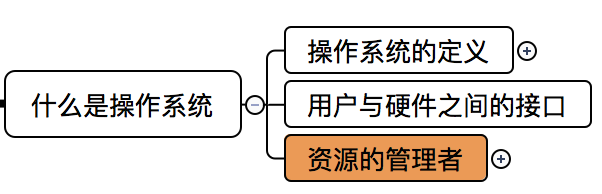 什么是操作系统
操作系统的定义
用户与硬件之间的接口
资源的管理者